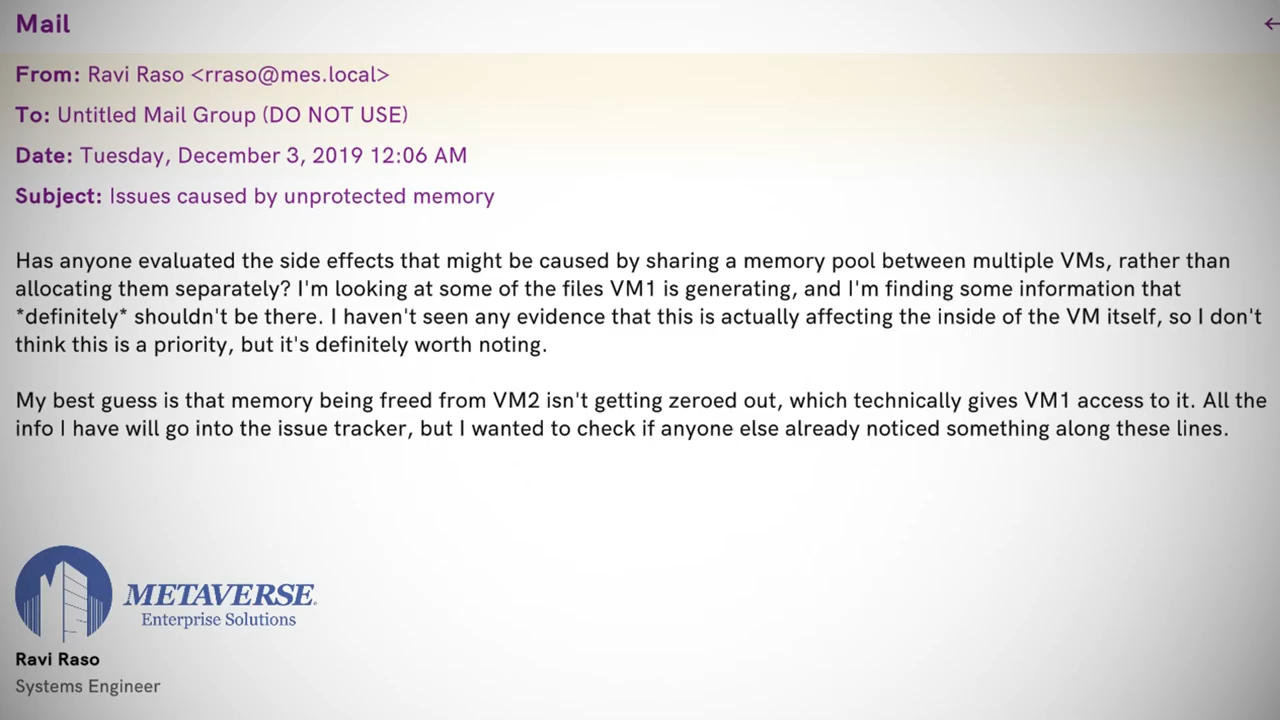 Mail
From: Ravi Raso <rraso@mes.local>
To: Untitled Mail Group (DO NOT USE)
Date: Tuesday, December 3, 2019 12:06 AM
Subject: Issues caused by unprotected memory
Has anyone evaluated the side effects that might be caused by sharing a memory pool between multiple VMs, rather than
allocating them separately? I'm looking at some of the files VM1 is generating, and I'm finding some information that
*definitely* shouldn't be there. I haven't seen any evidence that this is actually affecting the inside of the VM itself, so I don't
think this is a priority, but it's definitely worth noting.
My best guess is that memory being freed from VM2 isn't getting zeroed out, which technically gives VM1 access to it. All the
info I have will go into the issue tracker, but I wanted to check if anyone else already noticed something along these lines.
METAVERSE
Enterprise Solutions
Ravi Raso
Systems Engineer